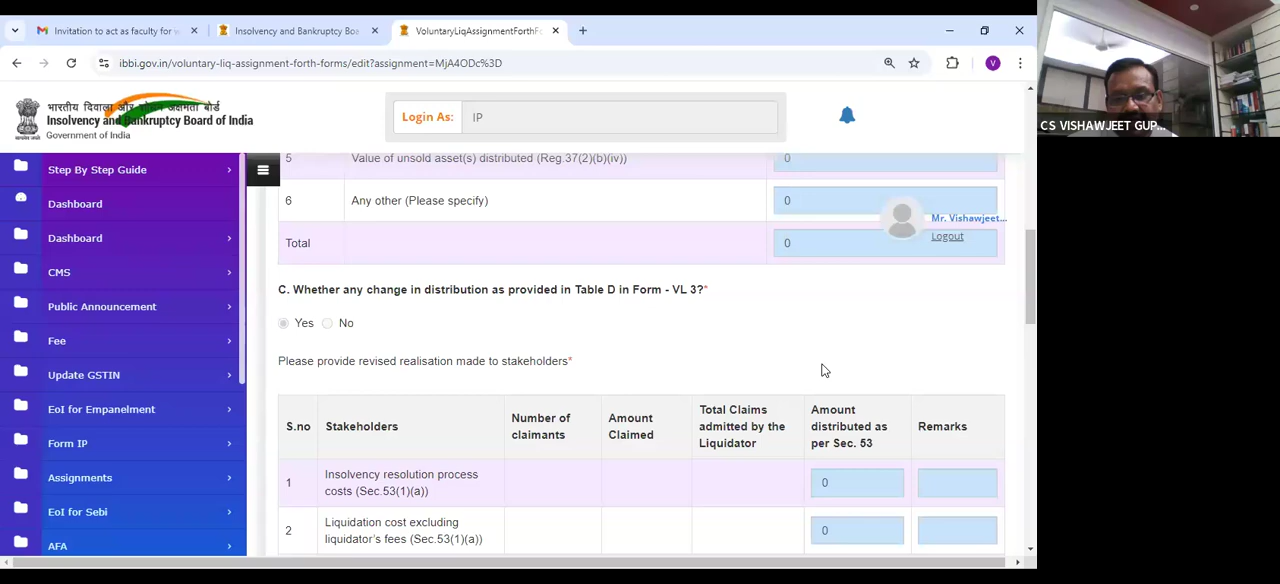 Invitation to act as faculty for w
Insolvency and Bankruptcy Boa
VoluntaryLiqAssignmentForthFo
ibbi.gov.in/voluntary-liq-assignment-forth-forms/edit?assignment=MjA4ODc%3D
V
CS VISHAWJEET GUP...
भारतीय दिवाला और शोधन अक्षमता बोर्ड
Insolvency and Bankruptcy Board of India
Government of India
Login As:
IP
Step By Step Guide
Dashboard
Dashboard
CMS
Public Announcement
Fee
Update GSTIN
EoI for Empanelment
Form IP
Assignments
EoI for Sebi
AFA
5 Value of unsold asset(s) distributed (Reg.37(2)(b)(iv)) 0
6 Any other (Please specify) 0
Mr. Vishawjeet...
Logout
Total 0
C. Whether any change in distribution as provided in Table D in Form - VL 3?*
Yes No
Please provide revised realisation made to stakeholders*
S.no Stakeholders Number of claimants Amount Claimed Total Claims admitted by the Liquidator Amount distributed as per Sec. 53 Remarks
1 Insolvency resolution process costs (Sec.53(1)(a)) 0
2 Liquidation cost excluding liquidator's fees (Sec.53(1)(a)) 0